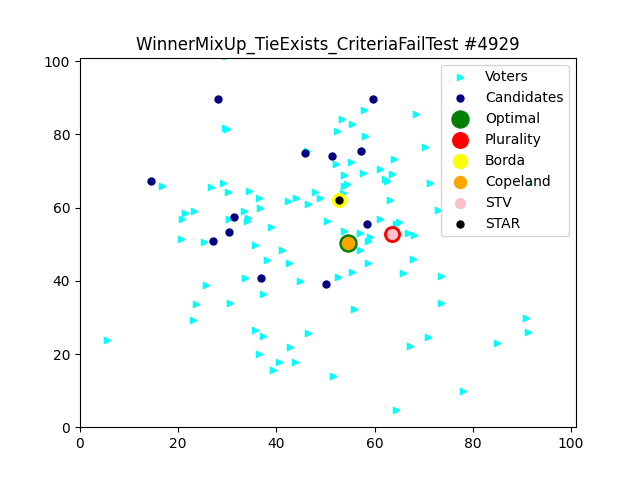 WinnerMixUp_TieExists_CriteriaFailTest #4929
100
80
60
40
20
0
0 20 40 60 80 100
Voters
Candidates
Optimal
Plurality
Borda
Copeland
STV
STAR